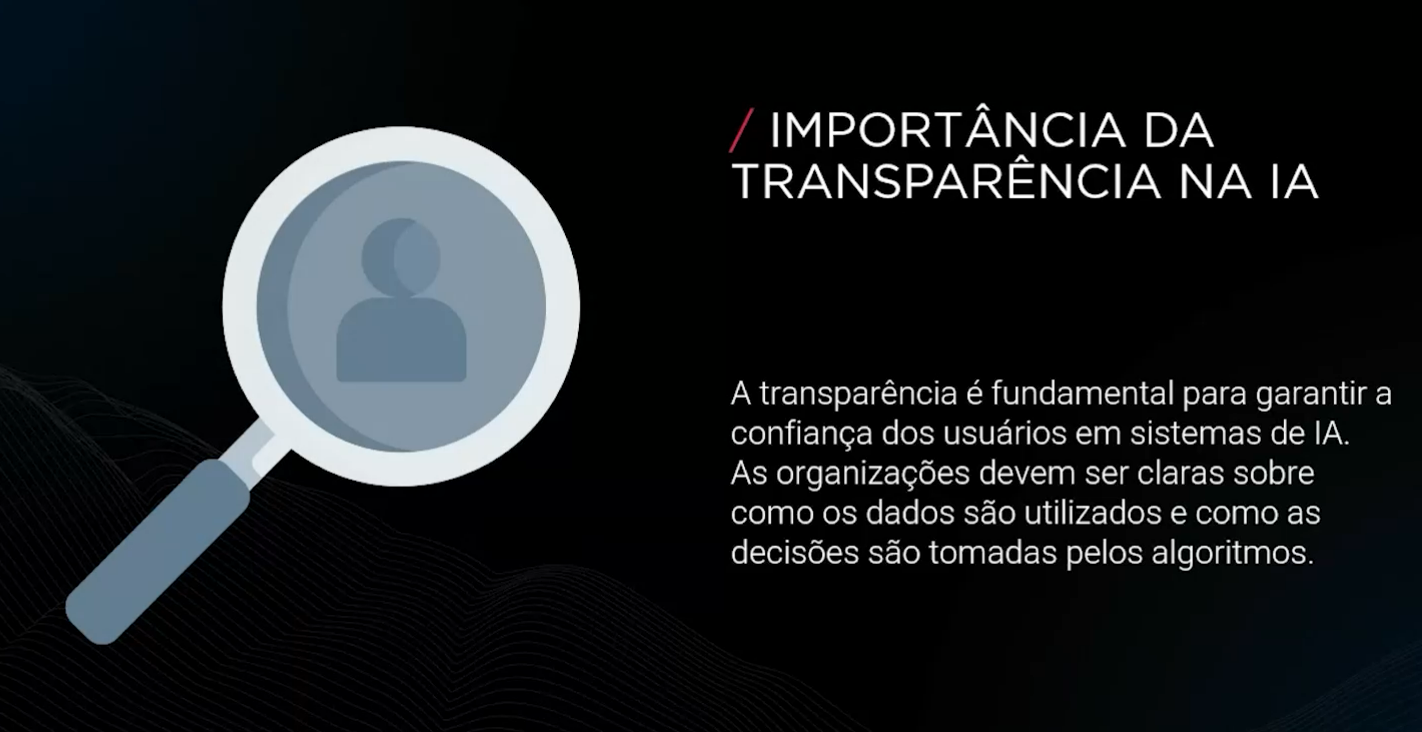 / IMPORTÂNCIA DA
TRANSPARÊNCIA NA IA
A transparência é fundamental para garantir a
confiança dos usuários em sistemas de IA.
As organizações devem ser claras sobre
como os dados são utilizados e como as
decisões são tomadas pelos algoritmos.